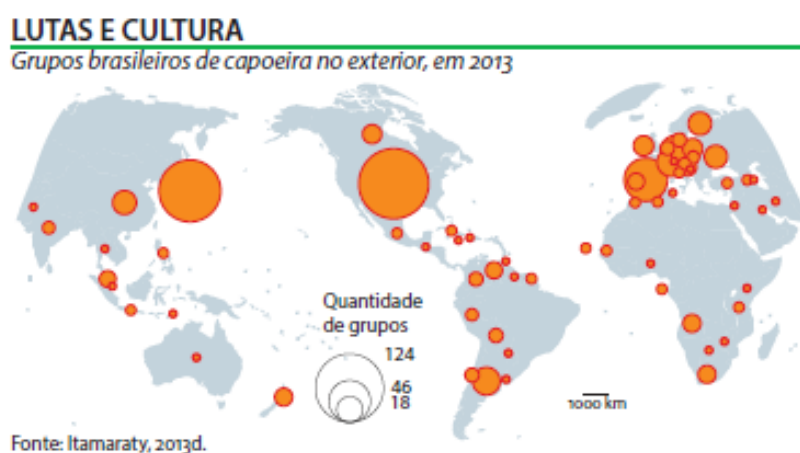 LUTAS E CULTURA
Grupos brasileiros de capoeira no exterior, em 2013
Quantidade
de grupos
124
46
18
1000 km
Fonte: Itamaraty, 2013d.